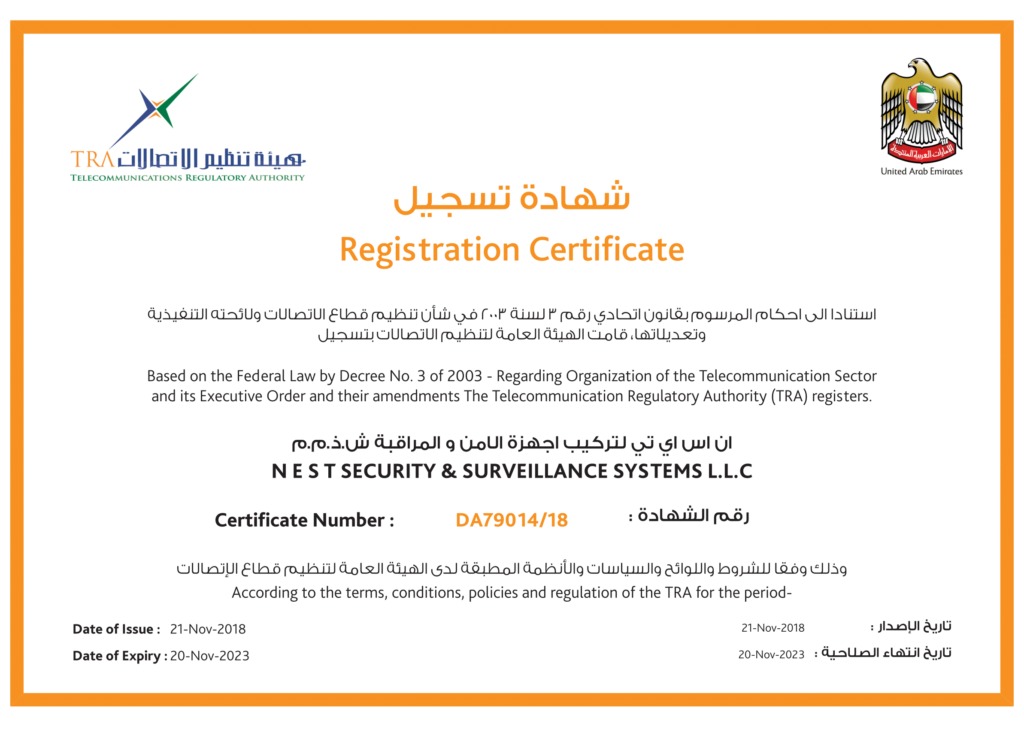 TRA هيئة تنظيم الاتصالات
TELECOMMUNICATIONS REGULATORY AUTHORITY
الامارات العربية المتحدة
United Arab Emirates
شهادة تسجيل
Registration Certificate
استنادا الى احكام المرسوم بقانون اتحادي رقم ٣ لسنة ٢٠٠٣ في شأن تنظيم قطاع الاتصالات ولائحته التنفيذية
وتعديلاتها، قامت الهيئة العامة لتنظيم الاتصالات بتسجيل
Based on the Federal Law by Decree No. 3 of 2003 - Regarding Organization of the Telecommunication Sector
and its Executive Order and their amendments The Telecommunication Regulatory Authority (TRA) registers.
ان اس اي تي لتركيب اجهزة الامن و المراقبة ش.ذ.م.م
N E S T SECURITY & SURVEILLANCE SYSTEMS L.L.C
Certificate Number : DA79014/18 رقم الشهادة :
وذلك وفقا للشروط واللوائح والسياسات والأنظمة المطبقة لدى الهيئة العامة لتنظيم قطاع الإتصالات
According to the terms, conditions, policies and regulation of the TRA for the period-
Date of Issue : 21-Nov-2018 21-Nov-2018 تاريخ الإصدار :
Date of Expiry : 20-Nov-2023 20-Nov-2023 تاريخ انتهاء الصلاحية :